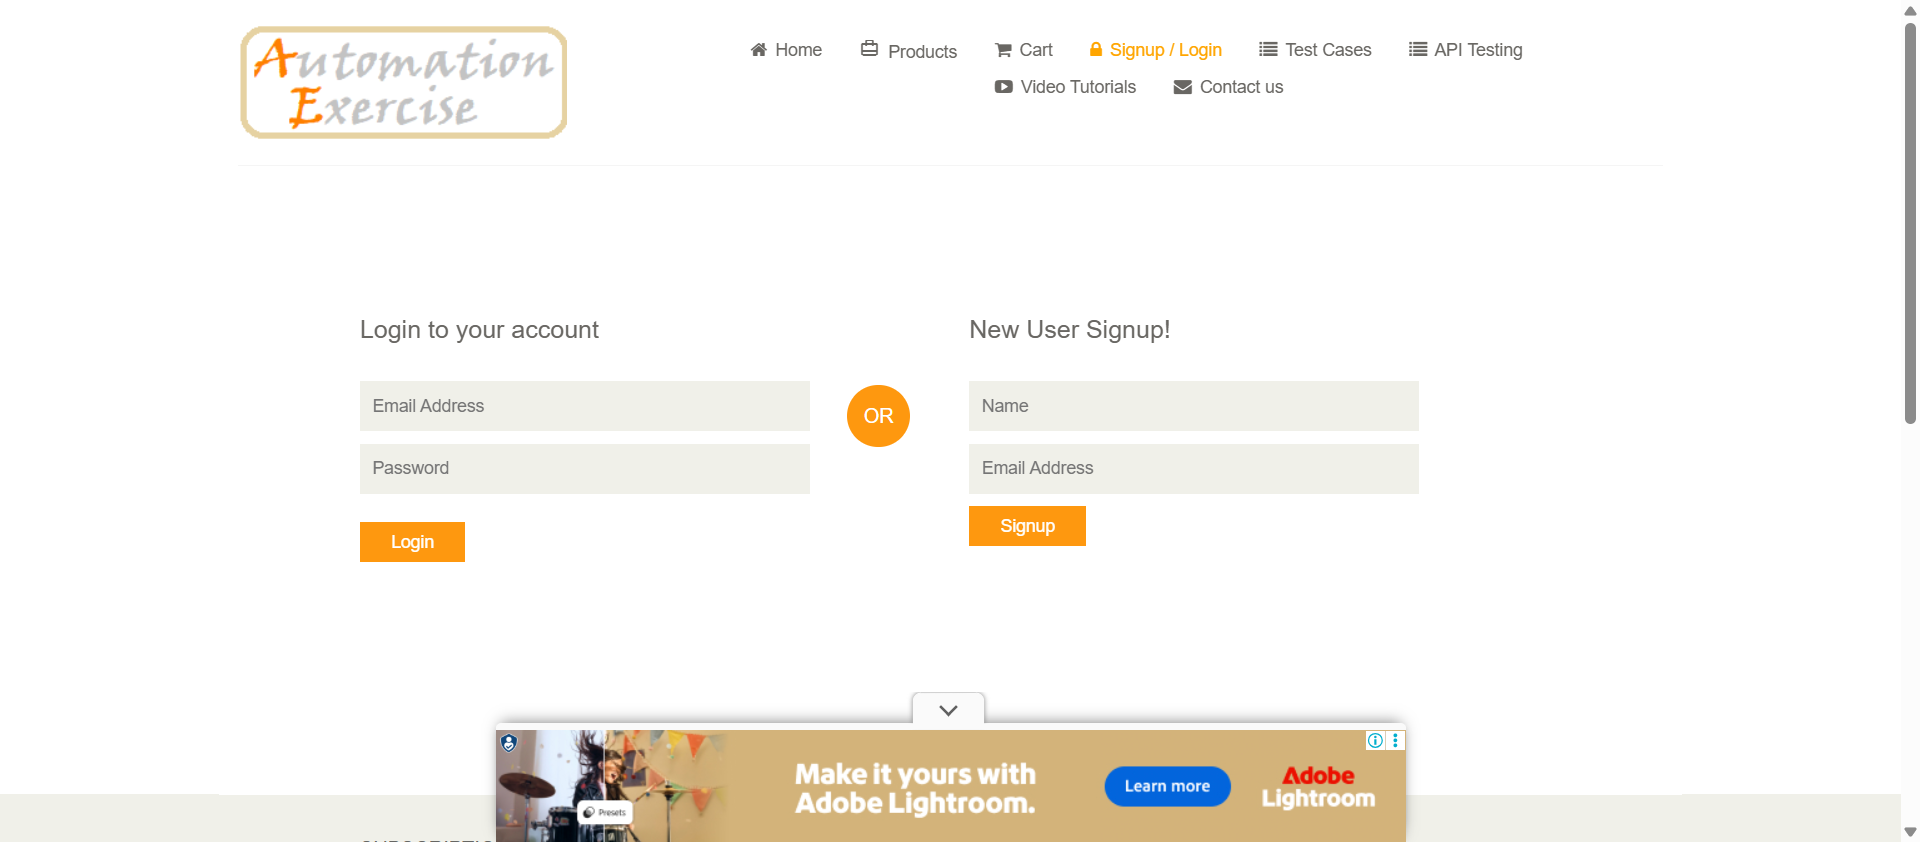 Automation
Exercise
Home
Products
Cart
Signup / Login
Test Cases
API Testing
Video Tutorials
Contact us
Login to your account
Email Address
Password
Login
OR
New User Signup!
Name
Email Address
Signup
Presets
Make it yours with
Adobe Lightroom.
Learn more
Adobe
Lightroom